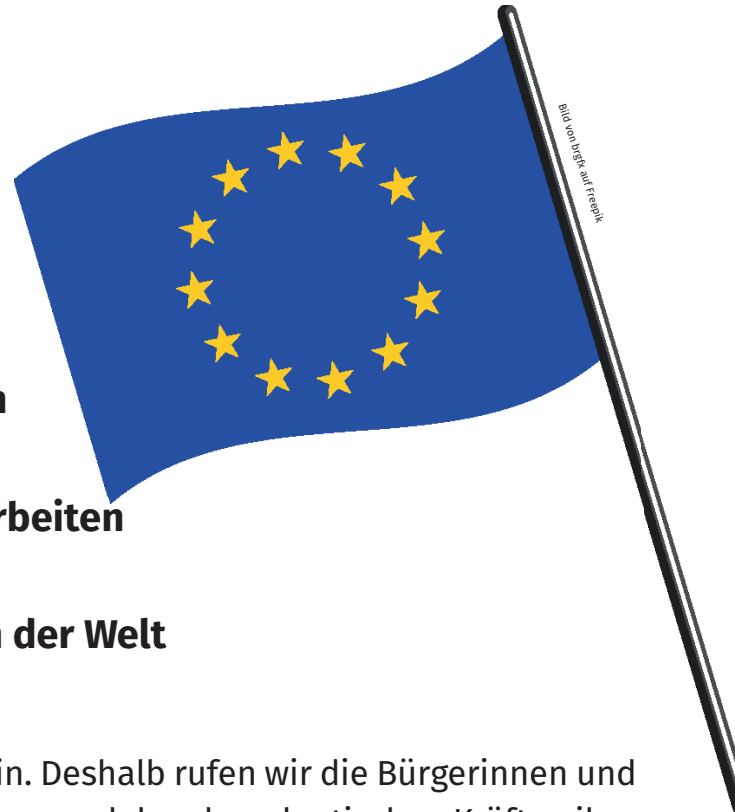 Bild von brgfx auf Freepik
rbeiten
der Welt
in. Deshalb rufen wir die Bürgerinnen und